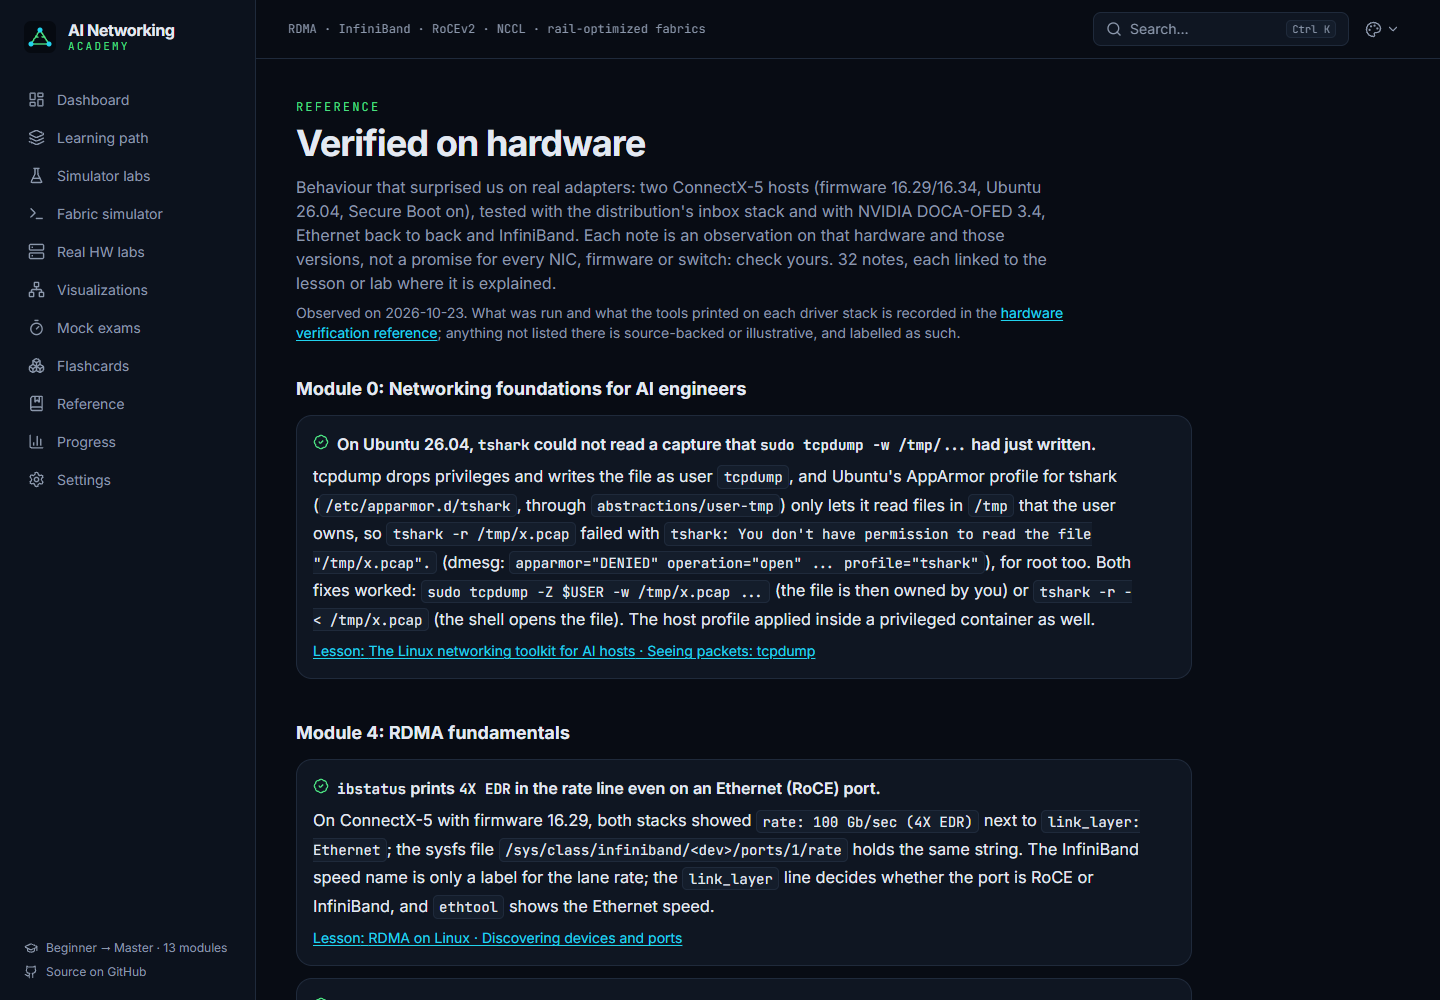 AI Networking
ACADEMY
Dashboard
Learning path
Simulator labs
Fabric simulator
Real HW labs
Visualizations
Mock exams
Flashcards
Reference
Progress
Settings
Beginner → Master · 13 modules
Source on GitHub
RDMA · InfiniBand · RoCEv2 · NCCL · rail-optimized fabrics
Search...
Ctrl K
REFERENCE
Verified on hardware
Behaviour that surprised us on real adapters: two ConnectX-5 hosts (firmware 16.29/16.34, Ubuntu
26.04, Secure Boot on), tested with the distribution's inbox stack and with NVIDIA DOCA-OFED 3.4,
Ethernet back to back and InfiniBand. Each note is an observation on that hardware and those
versions, not a promise for every NIC, firmware or switch: check yours. 32 notes, each linked to the
lesson or lab where it is explained.
Observed on 2026-10-23. What was run and what the tools printed on each driver stack is recorded in the hardware
verification reference; anything not listed there is source-backed or illustrative, and labelled as such.
Module 0: Networking foundations for AI engineers
On Ubuntu 26.04, tshark could not read a capture that sudo tcpdump -w /tmp/... had just written.
tcpdump drops privileges and writes the file as user tcpdump, and Ubuntu's AppArmor profile for tshark
(/etc/apparmor.d/tshark, through abstractions/user-tmp) only lets it read files in /tmp that the user
owns, so tshark -r /tmp/x.pcap failed with tshark: You don't have permission to read the file
"/tmp/x.pcap". (dmesg: apparmor="DENIED" operation="open" ... profile="tshark"), for root too. Both
fixes worked: sudo tcpdump -Z $USER -w /tmp/x.pcap ... (the file is then owned by you) or tshark -r -
< /tmp/x.pcap (the shell opens the file). The host profile applied inside a privileged container as well.
Lesson: The Linux networking toolkit for AI hosts · Seeing packets: tcpdump
Module 4: RDMA fundamentals
ibstatus prints 4X EDR in the rate line even on an Ethernet (RoCE) port.
On ConnectX-5 with firmware 16.29, both stacks showed rate: 100 Gb/sec (4X EDR) next to link_layer:
Ethernet; the sysfs file /sys/class/infiniband/<dev>/ports/1/rate holds the same string. The InfiniBand
speed name is only a label for the lane rate; the link_layer line decides whether the port is RoCE or
InfiniBand, and ethtool shows the Ethernet speed.
Lesson: RDMA on Linux · Discovering devices and ports